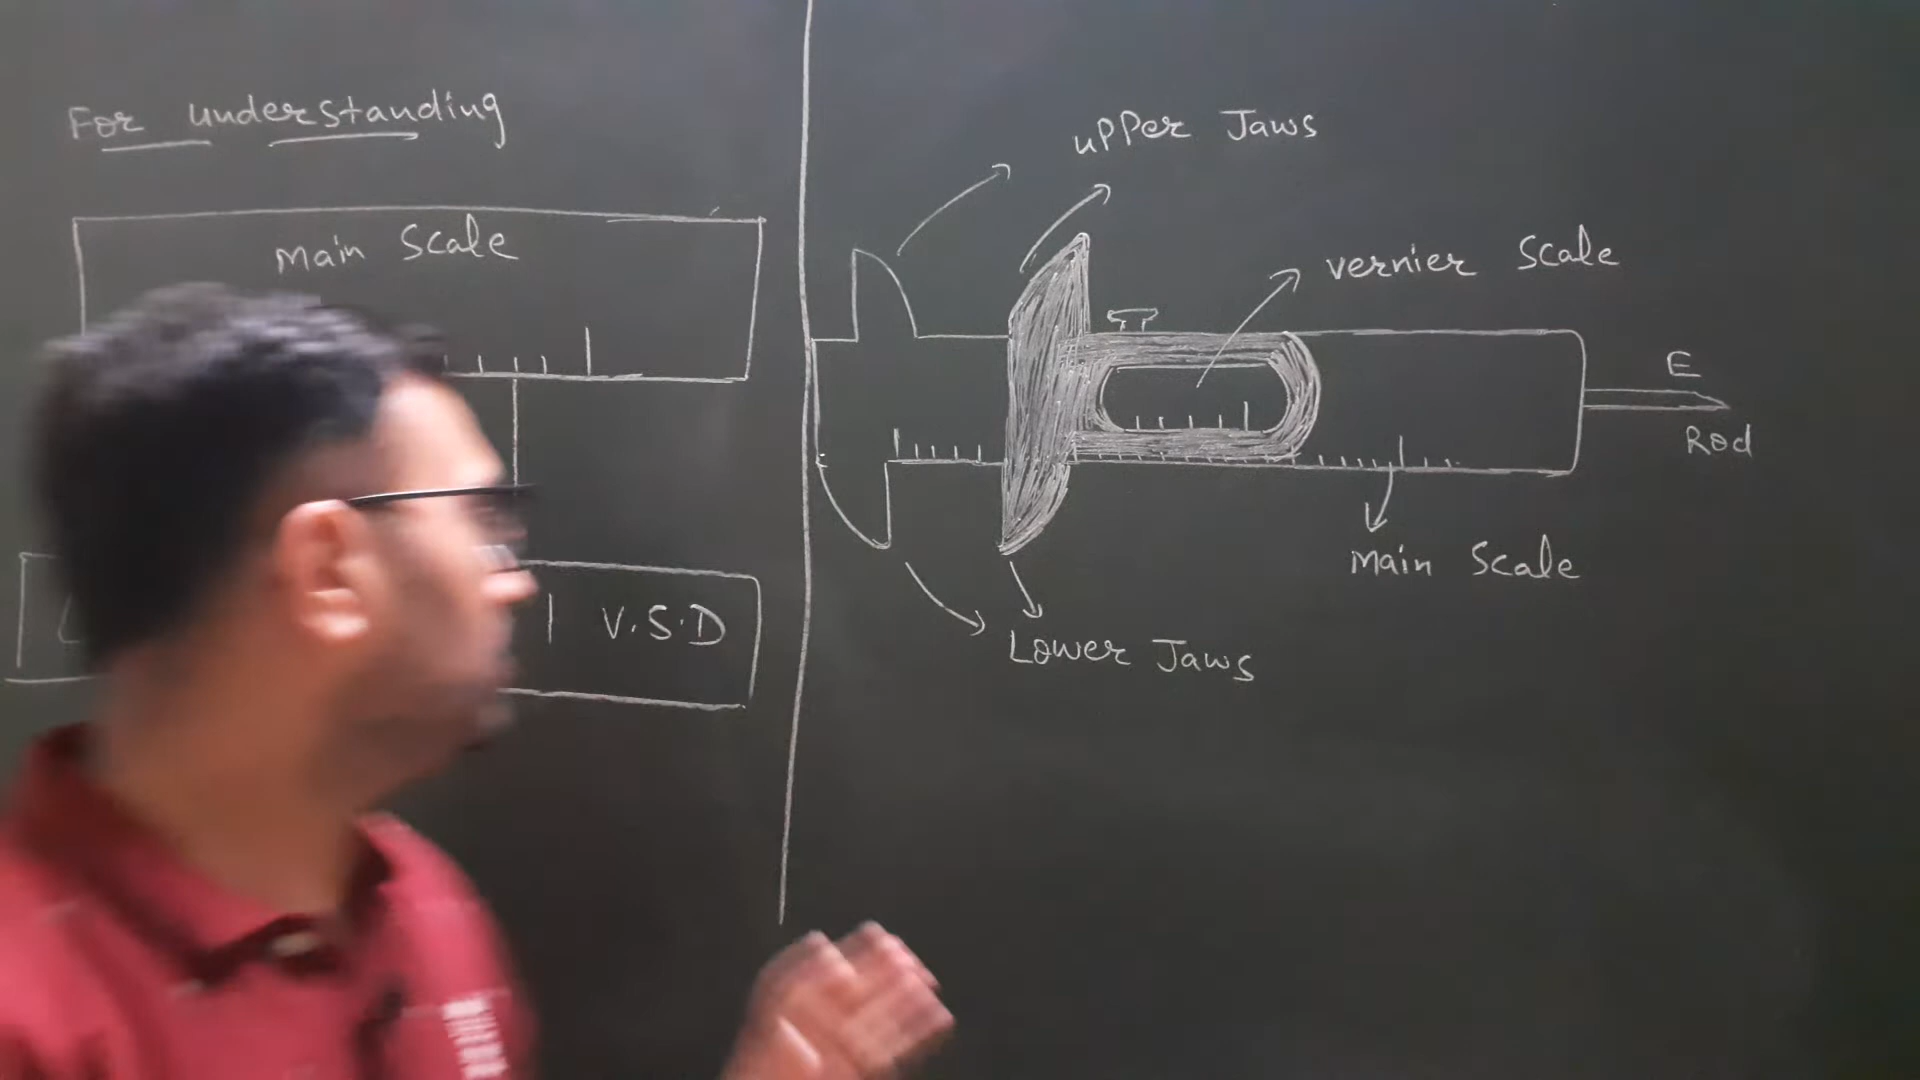 For understanding
Main Scale
| V.S.D
upper Jaws
vernier Scale
E
Rod
Main Scale
Lower Jaws